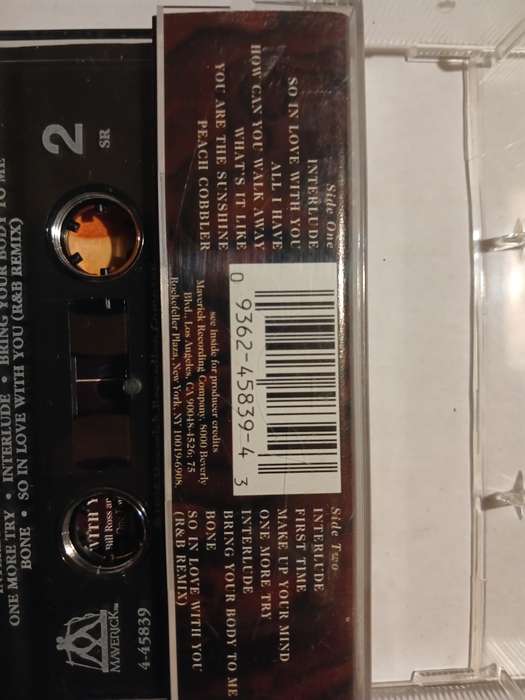 Side One
INTERLUDE
SO IN LOVE WITH YOU
ALL I HAVE
HOW CAN YOU WALK AWAY
WHAT'S IT LIKE
YOU ARE THE SUNSHINE
PEACH COBBLER
0 9362-45839-4 3
see inside for producer credits
Maverick Recording Company, 8000 Beverly
Blvd., Los Angeles, CA 90048-4526; 75
Rockefeller Plaza, New York, NY 10019-6908.
Side Two
INTERLUDE
FIRST TIME
MAKE UP YOUR MIND
ONE MORE TRY
INTERLUDE
BRING YOUR BODY TO ME
BONE
SO IN LOVE WITH YOU
(R&B REMIX)
2
SR
ONE MORE TRY • INTERLUDE • BRING YOUR BODY TO ME
BONE • SO IN LOVE WITH YOU (R&B REMIX)
WITH Y
Bill Ross ar
MAVERICK
4-45839